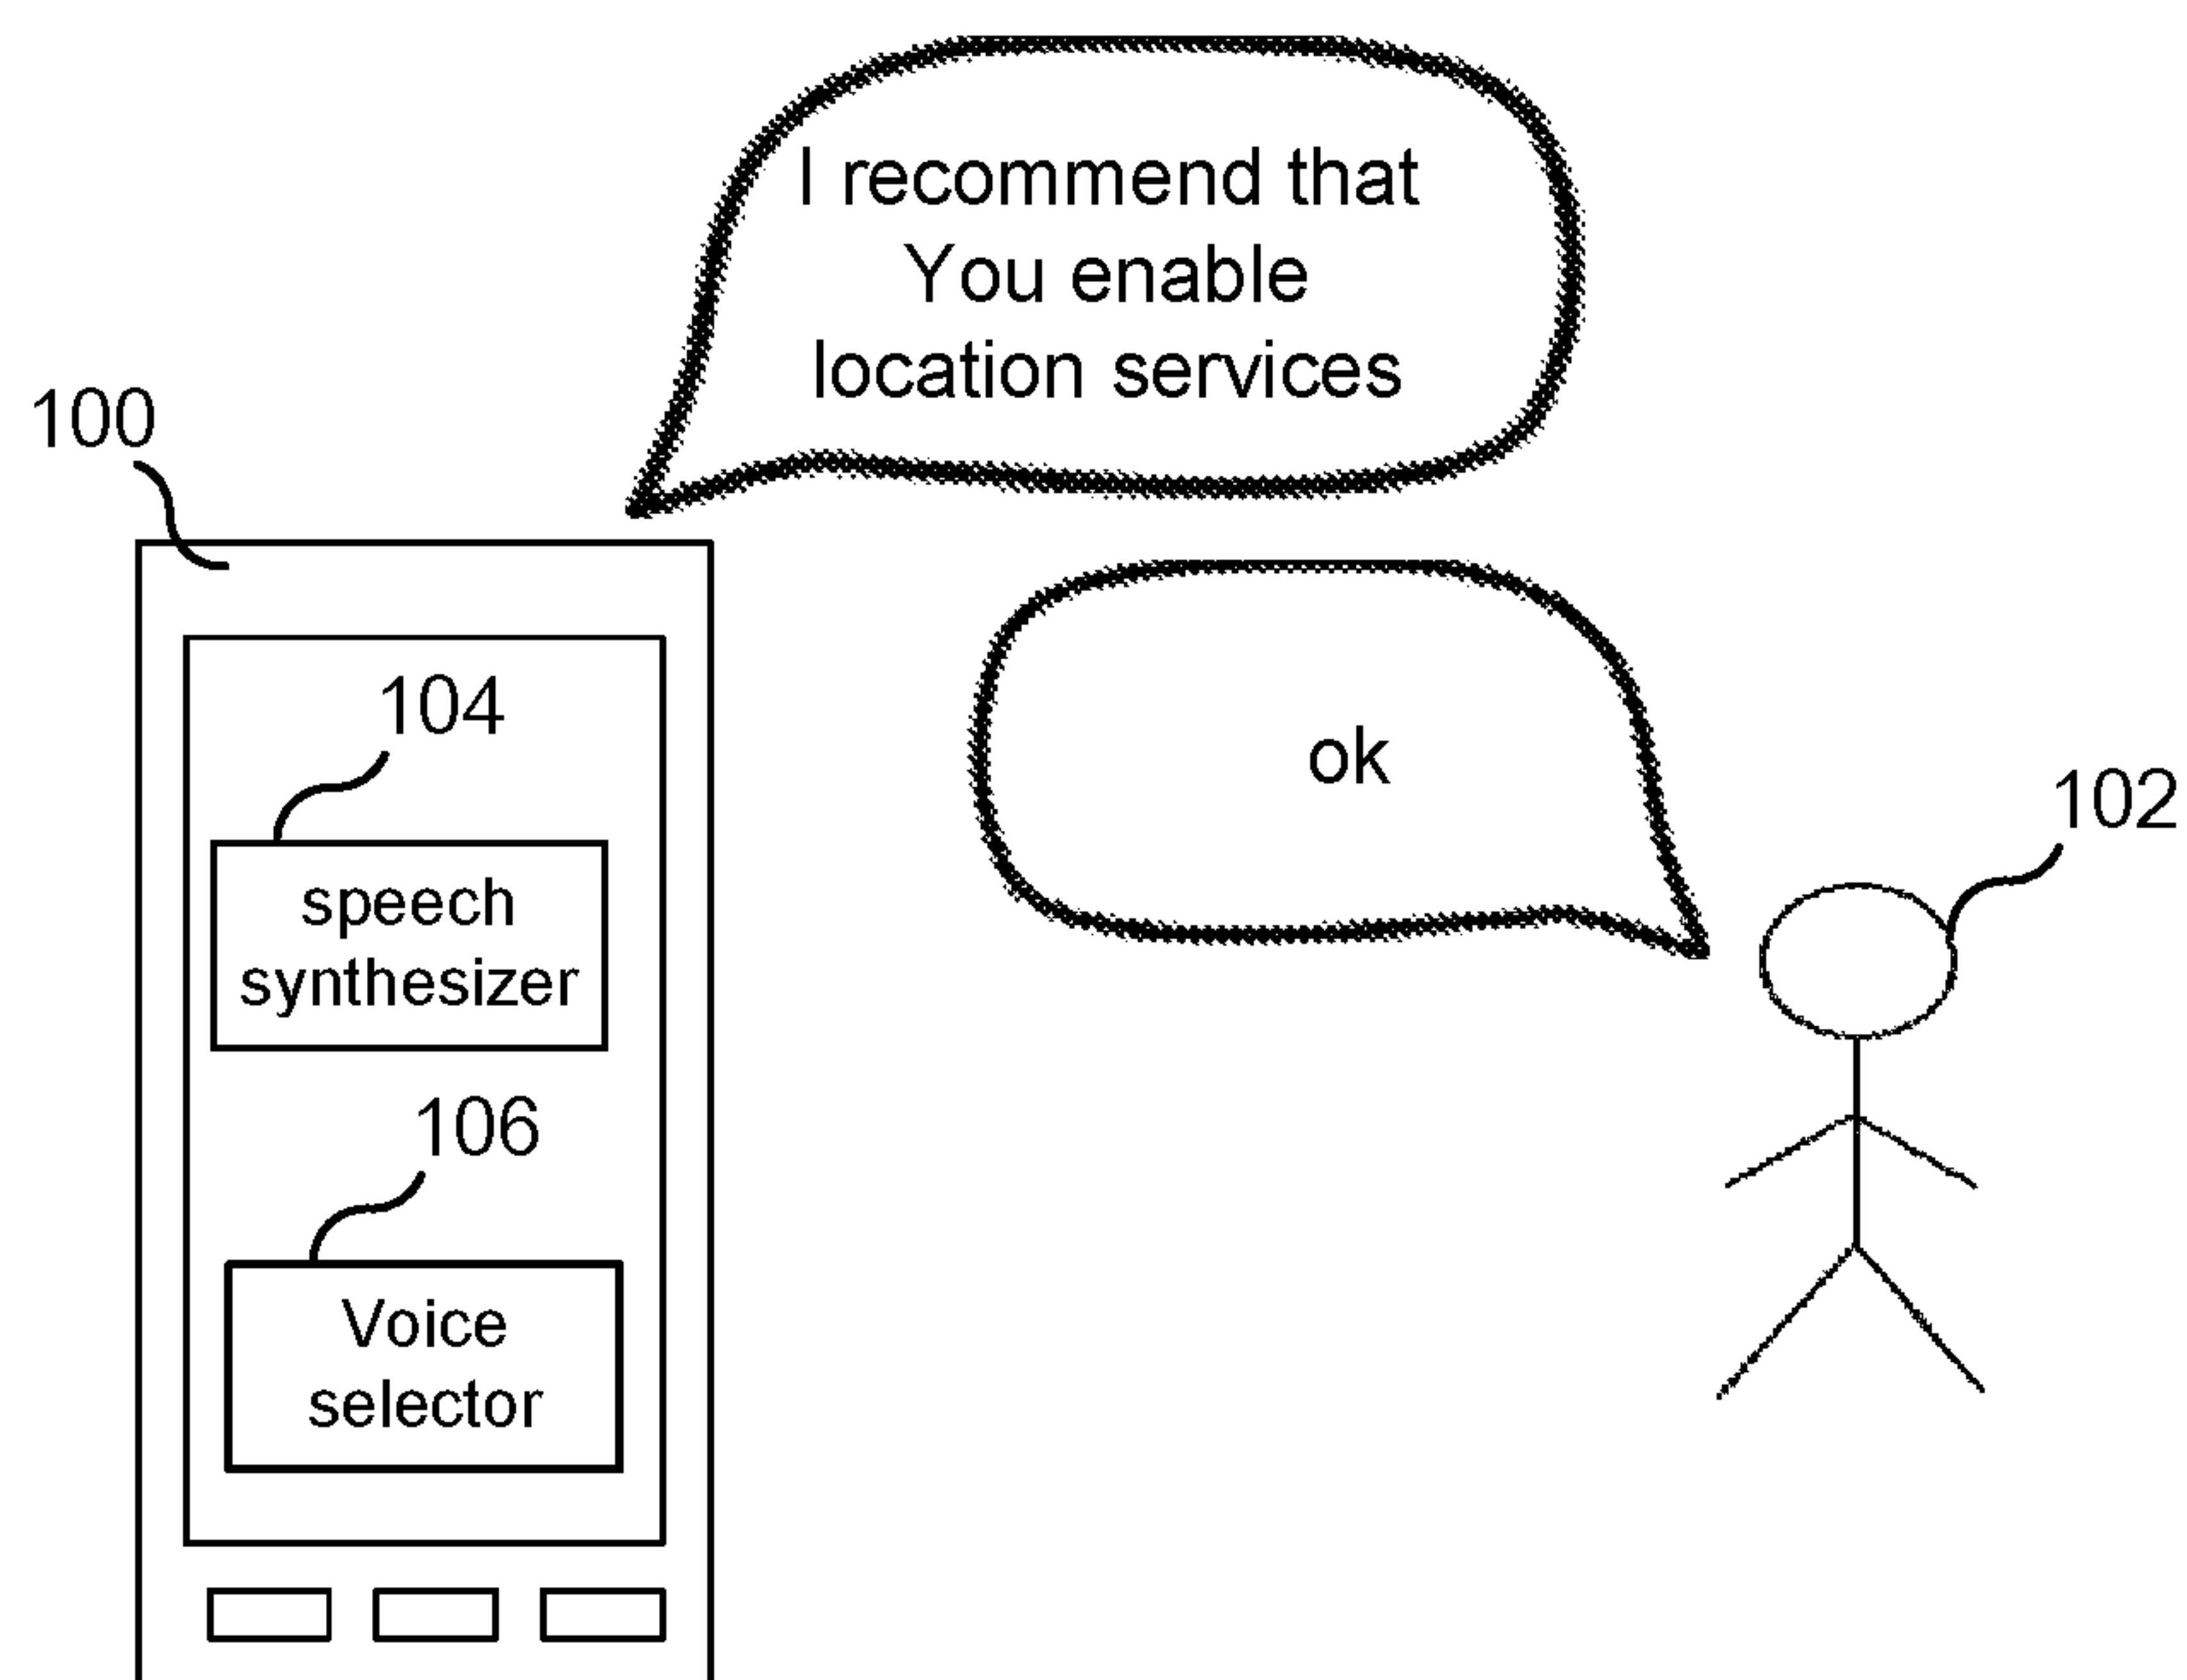 I recommend that
You enable
location services
100
ok
104
102
speech
synthesizer
106
Voice
selector